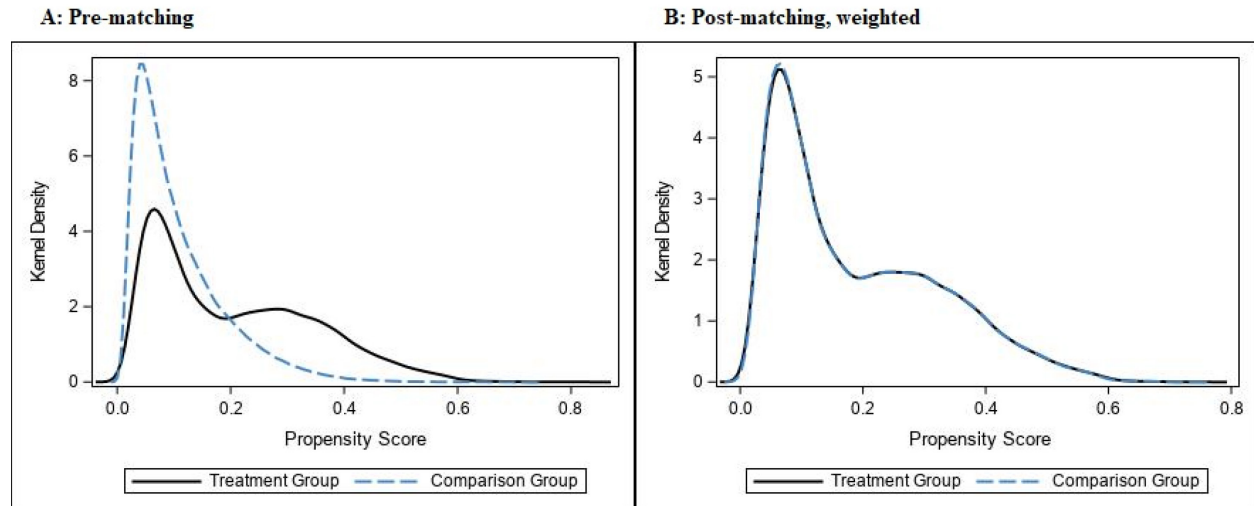 A: Pre-matching
B: Post-matching, weighted
8
6
4
2
0
Kernel Density
0.0 0.2 0.4 0.6 0.8
Propensity Score
Treatment Group Comparison Group
5
4
3
2
1
0
Kernel Density
0.0 0.2 0.4 0.6 0.8
Propensity Score
Treatment Group Comparison Group